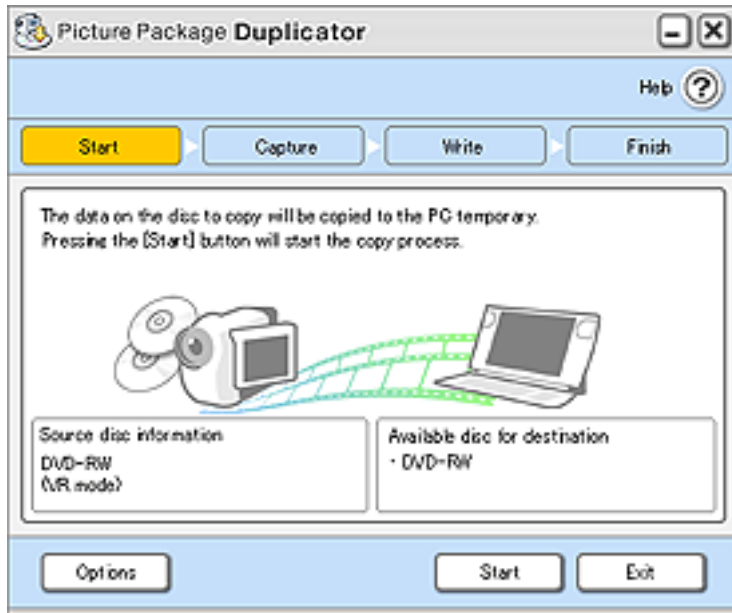 Picture Package Duplicator
Help
Start
Capture
Write
Finish
The data on the disc to copy will be copied to the PC temporary.
Pressing the [Start] button will start the copy process.
Source disc information
DVD-RW
(VR mode)
Available disc for destination
・DVD-RW
Options
Start
Exit